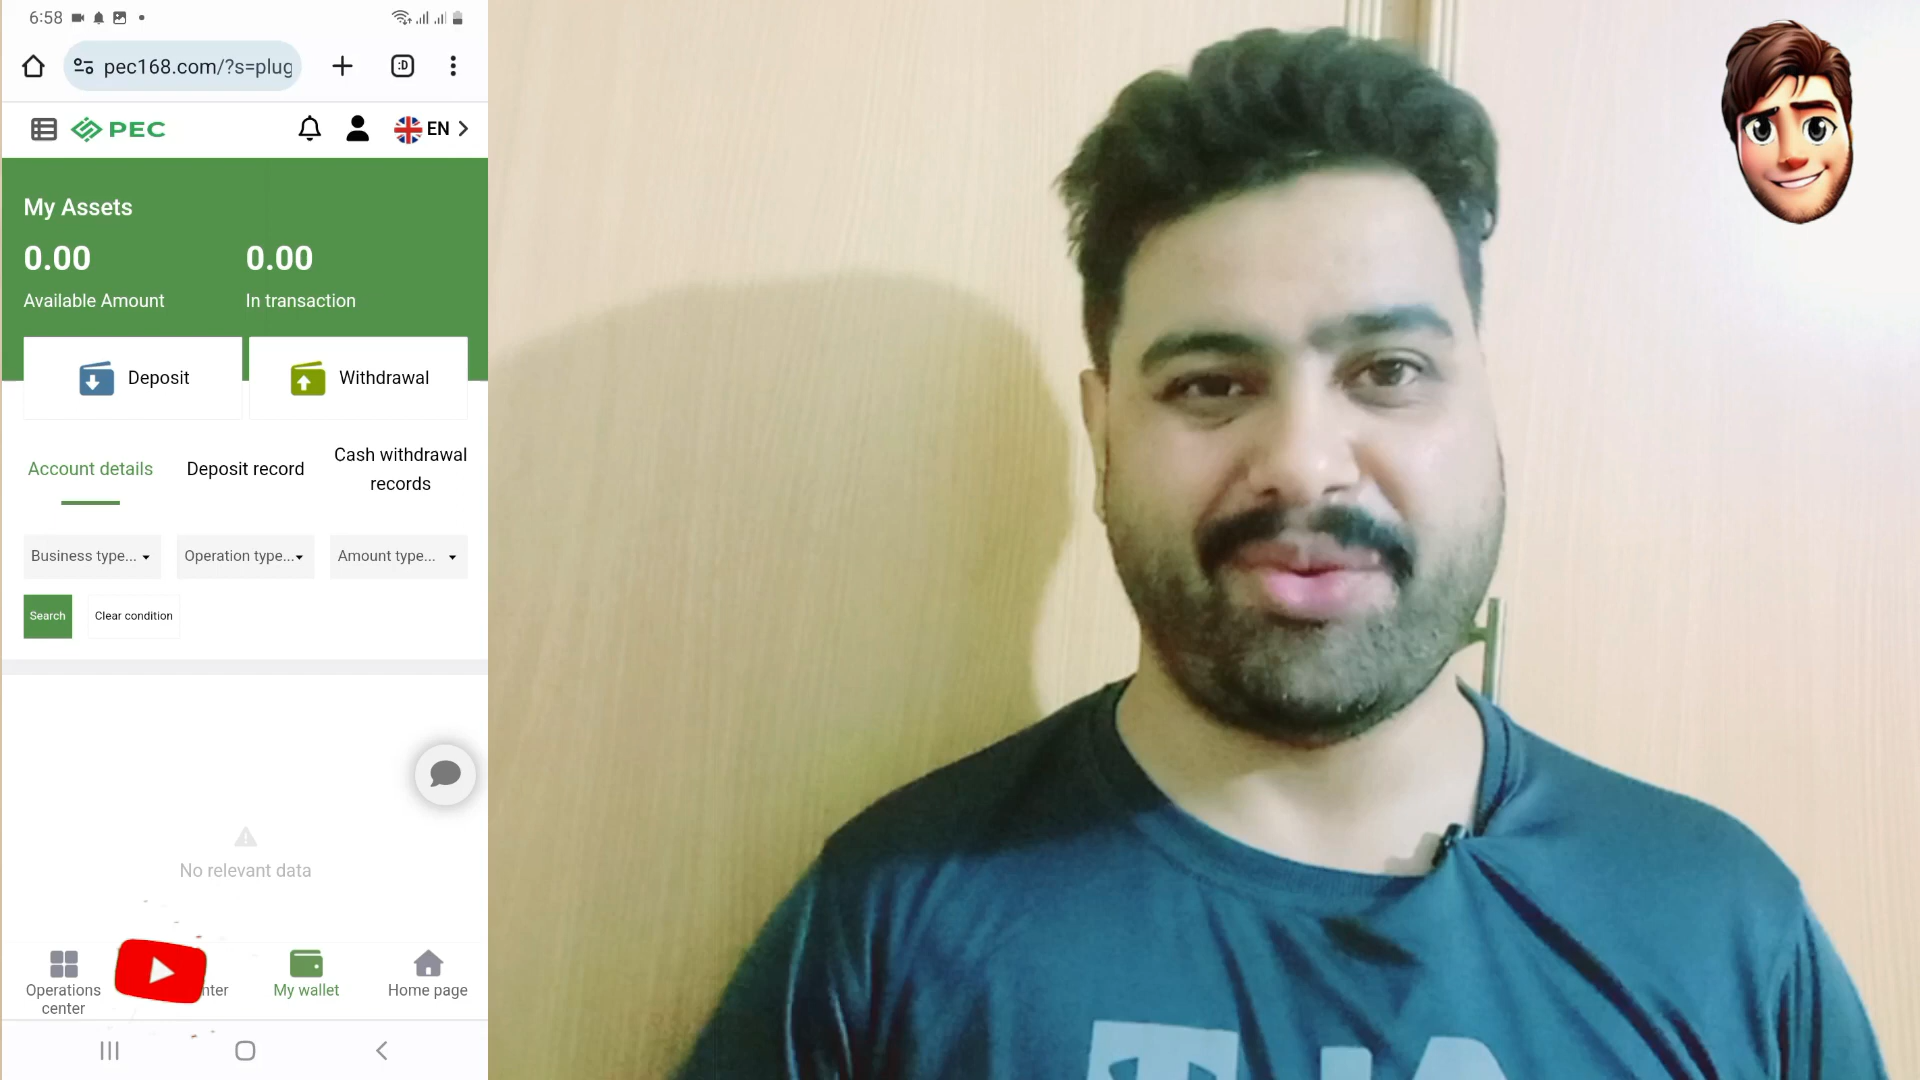 6:58
pec168.com/?s=plug
PEC
EN
My Assets
0.00 0.00
Available Amount In transaction
Deposit Withdrawal
Account details Deposit record Cash withdrawal records
Business type... Operation type... Amount type...
Search Clear condition
No relevant data
Operations center nter My wallet Home page